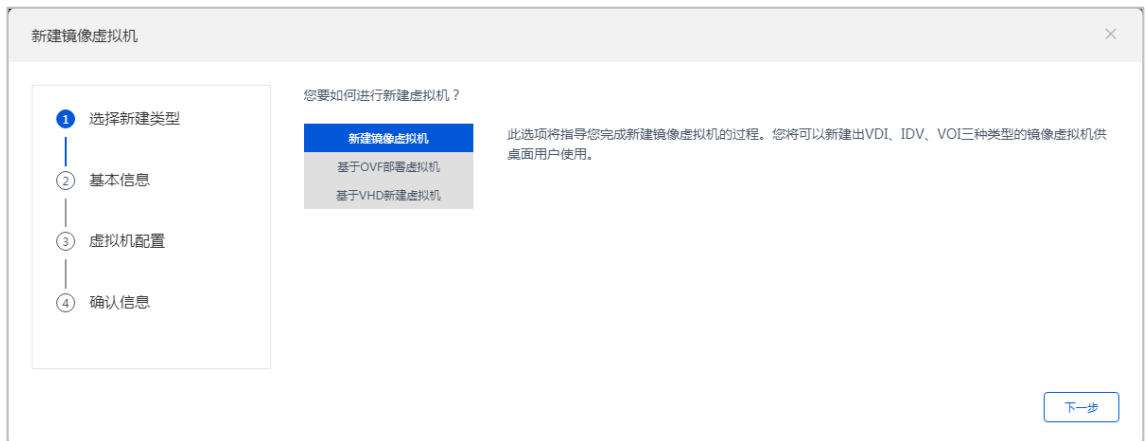 新建镜像虚拟机
1 选择新建类型
2 基本信息
3 虚拟机配置
4 确认信息
您要如何进行新建虚拟机？
新建镜像虚拟机
基于OVF部署虚拟机
基于VHD新建虚拟机
此选项将指导您完成新建镜像虚拟机的过程。您将可以新建出VDI、IDV、VOI三种类型的镜像虚拟机供
桌面用户使用。
下一步